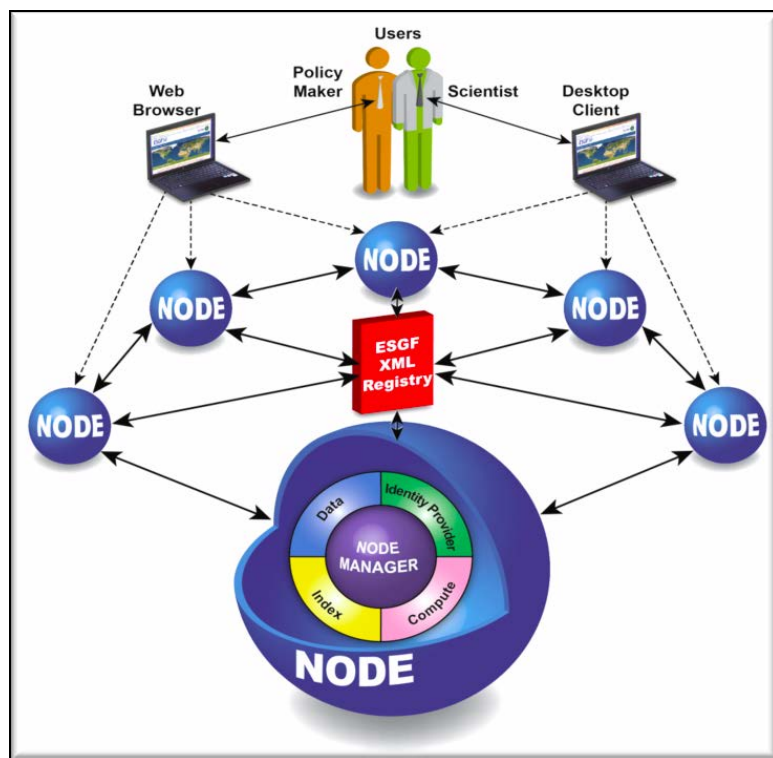 Users
Policy
Maker
Scientist
Web
Browser
Desktop
Client
NODE
NODE
NODE
ESGF
XML
Registry
NODE
NODE
Data
Identity Provider
NODE
MANAGER
Index
Compute
NODE